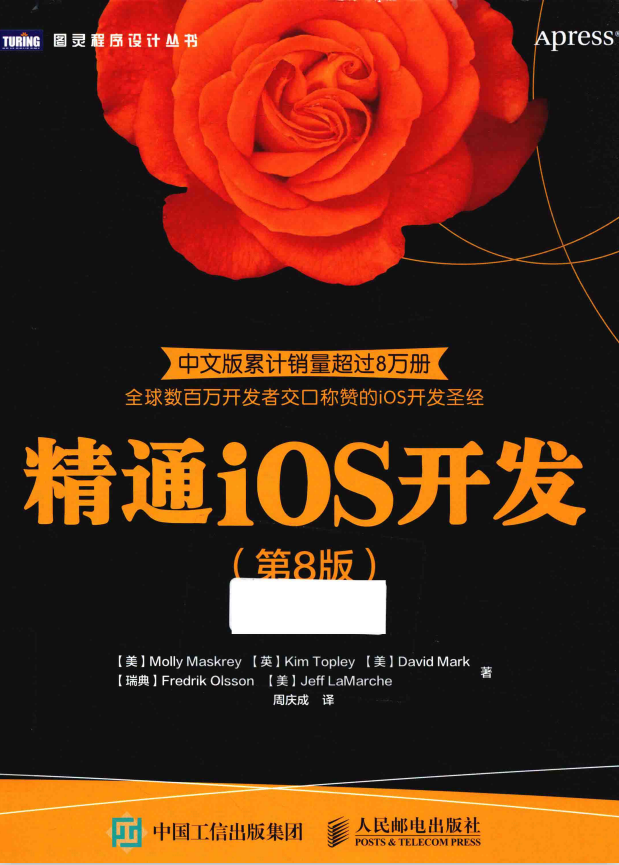 TURING 图灵程序设计丛书
Apress®
中文版累计销量超过8万册
全球数百万开发者交口称赞的iOS开发圣经
精通iOS开发
（第8版）
【美】Molly Maskrey 【英】Kim Topley 【美】David Mark
【瑞典】Fredrik Olsson 【美】Jeff LaMarche 著
周庆成 译
中国工信出版集团
人民邮电出版社
POSTS & TELECOM PRESS